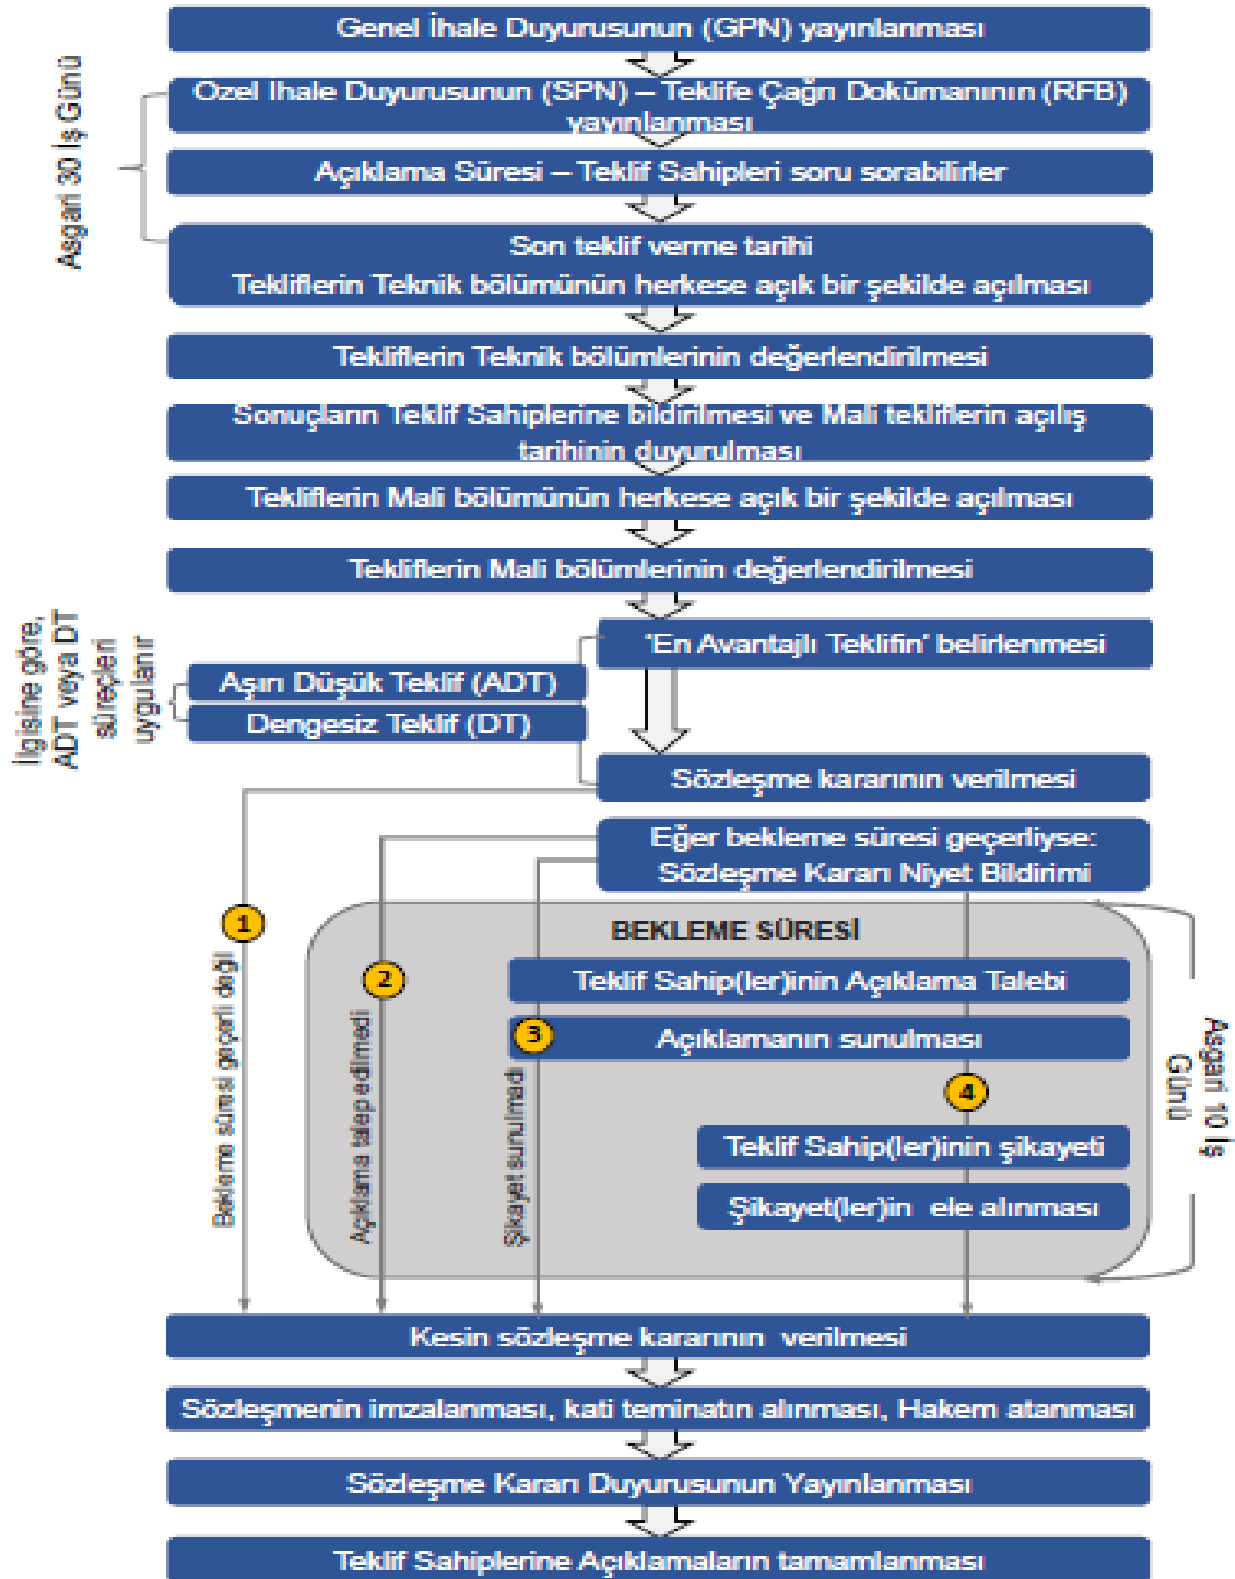 Genel İhale Duyurusunun (GPN) yayınlanması
Asgari 30 İş Günü
Özel İhale Duyurusunun (SPN) – Teklife Çağrı Dokümanının (RFB)
yayınlanması
Açıklama Süresi – Teklif Sahipleri soru sorabilirler
Son teklif verme tarihi
Tekliflerin Teknik bölümünün herkese açık bir şekilde açılması
Tekliflerin Teknik bölümlerinin değerlendirilmesi
Sonuçların Teklif Sahiplerine bildirilmesi ve Mali tekliflerin açılış
tarihinin duyurulması
Tekliflerin Mali bölümünün herkese açık bir şekilde açılması
Tekliflerin Mali bölümlerinin değerlendirilmesi
'En Avantajlı Teklifin' belirlenmesi
İlgisine göre,
ADT veya DT
süreçleri
uygulanır
Aşırı Düşük Teklif (ADT)
Dengesiz Teklif (DT)
Sözleşme kararının verilmesi
Eğer bekleme süresi geçerliyse:
Sözleşme Kararı Niyet Bildirimi
1
Bekleme süresi geçerli değil
BEKLEME SÜRESİ
2
Açıklama talep edilmedi
Teklif Sahip(ler)inin Açıklama Talebi
3
Açıklamanın sunulması
Şikayet sunulmadı
4
Teklif Sahip(ler)inin şikayeti
Şikayet(ler)in ele alınması
Asgari 10 İş
Günü
Kesin sözleşme kararının verilmesi
Sözleşmenin imzalanması, kati teminatın alınması, Hakem atanması
Sözleşme Kararı Duyurusunun Yayınlanması
Teklif Sahiplerine Açıklamaların tamamlanması